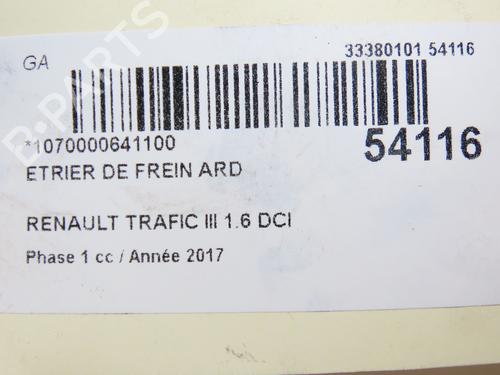 GA
33380101 54116
*1070000641100
54116
ETRIER DE FREIN ARD
RENAULT TRAFIC III 1.6 DCI
Phase 1 cc / Année 2017
B-PARTS